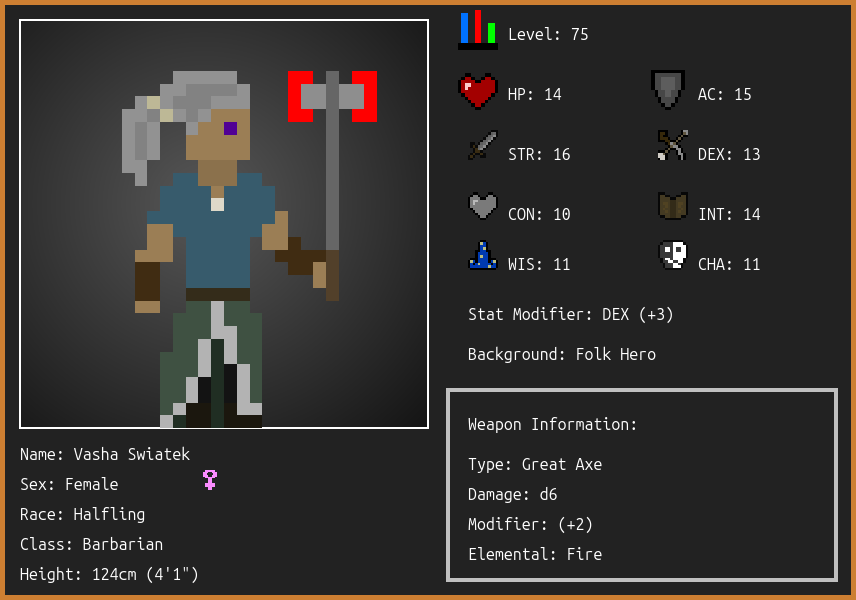 Level: 75
HP: 14
AC: 15
STR: 16
DEX: 13
CON: 10
INT: 14
WIS: 11
CHA: 11
Stat Modifier: DEX (+3)
Background: Folk Hero
Weapon Information:
Type: Great Axe
Damage: d6
Modifier: (+2)
Elemental: Fire
Name: Vasha Swiatek
Sex: Female
Race: Halfling
Class: Barbarian
Height: 124cm (4'1")